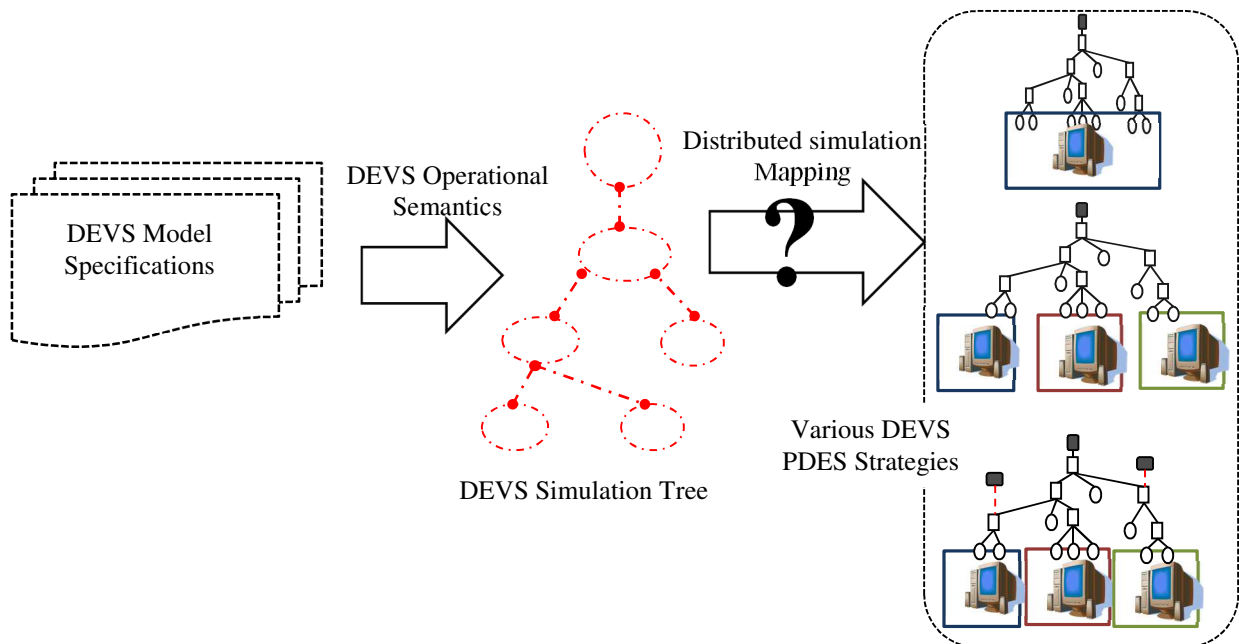 DEVS Model
Specifications
DEVS Operational
Semantics
DEVS Simulation Tree
Distributed simulation
Mapping
?
Various DEVS
PDES Strategies